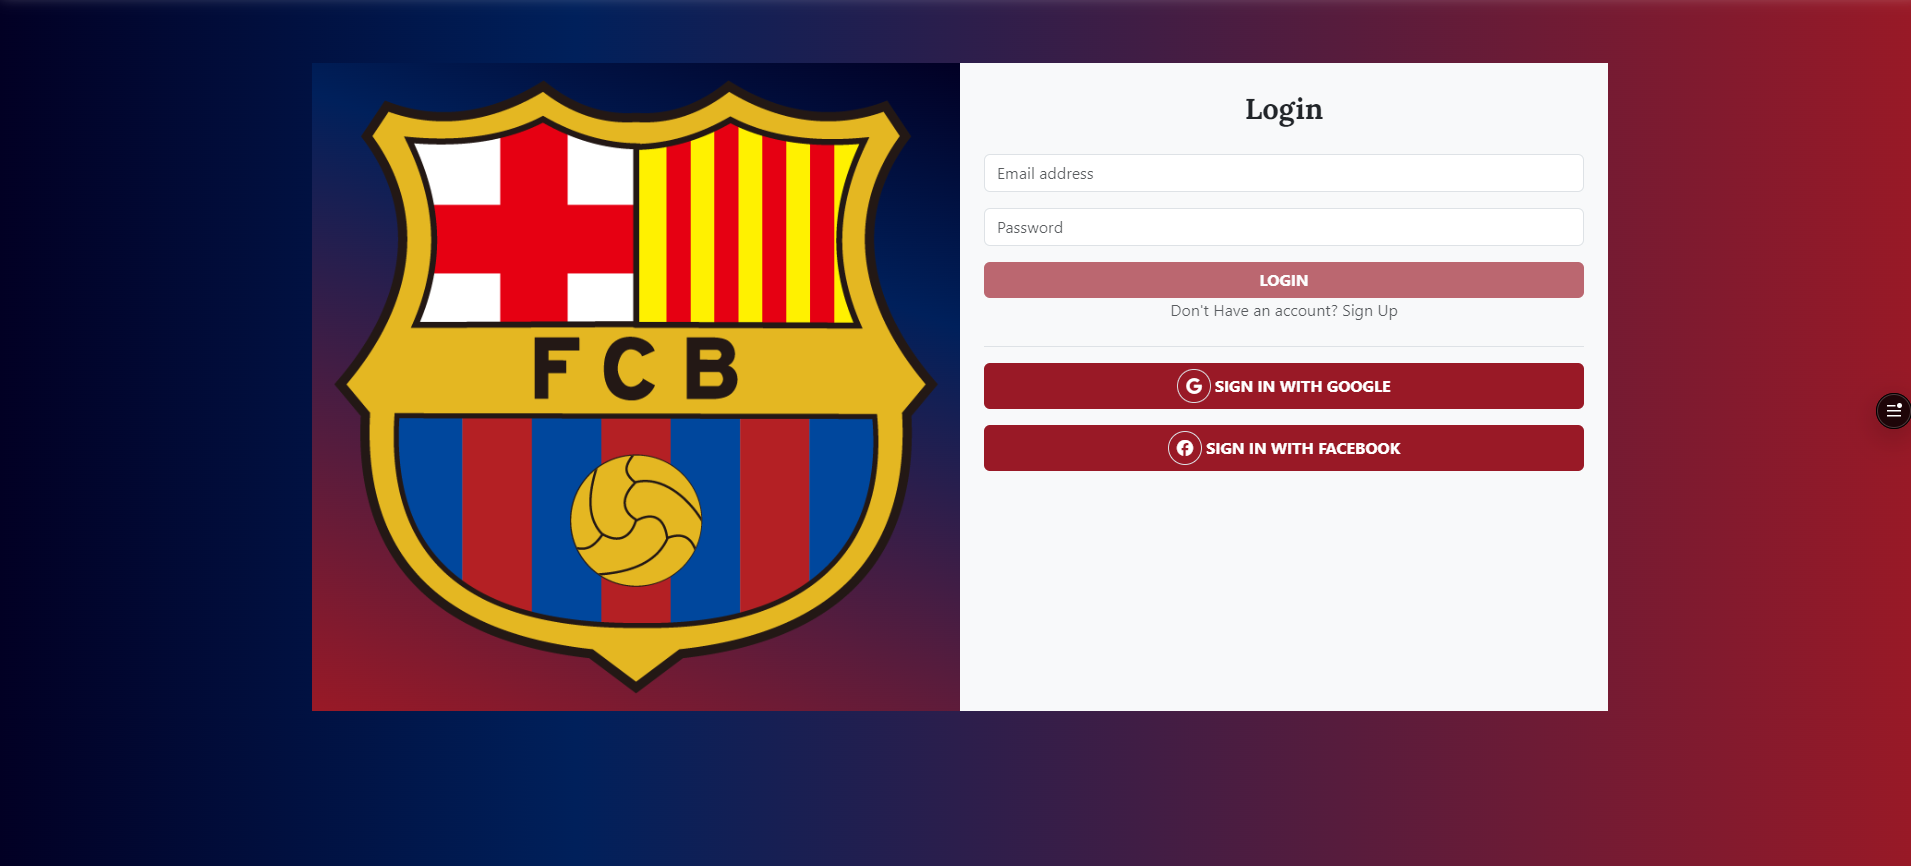 F C B
Login
Email address
Password
LOGIN
Don't Have an account? Sign Up
SIGN IN WITH GOOGLE
SIGN IN WITH FACEBOOK